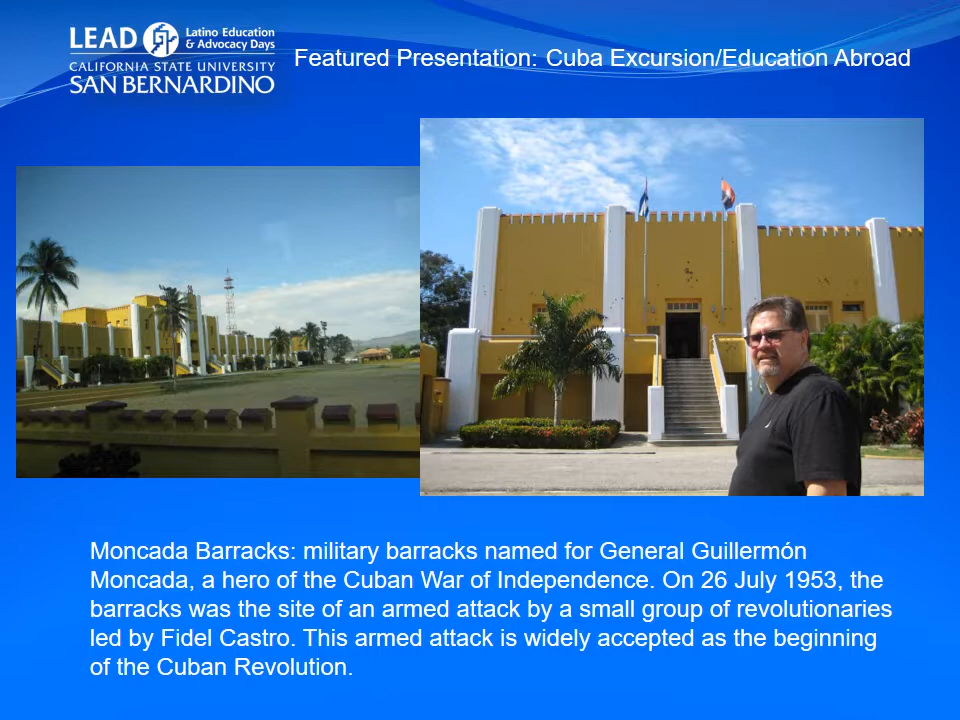 LEAD Latino Education
& Advocacy Days
CALIFORNIA STATE UNIVERSITY
SAN BERNARDINO
Featured Presentation: Cuba Excursion/Education Abroad
Moncada Barracks: military barracks named for General Guillermón
Moncada, a hero of the Cuban War of Independence. On 26 July 1953, the
barracks was the site of an armed attack by a small group of revolutionaries
led by Fidel Castro. This armed attack is widely accepted as the beginning
of the Cuban Revolution.